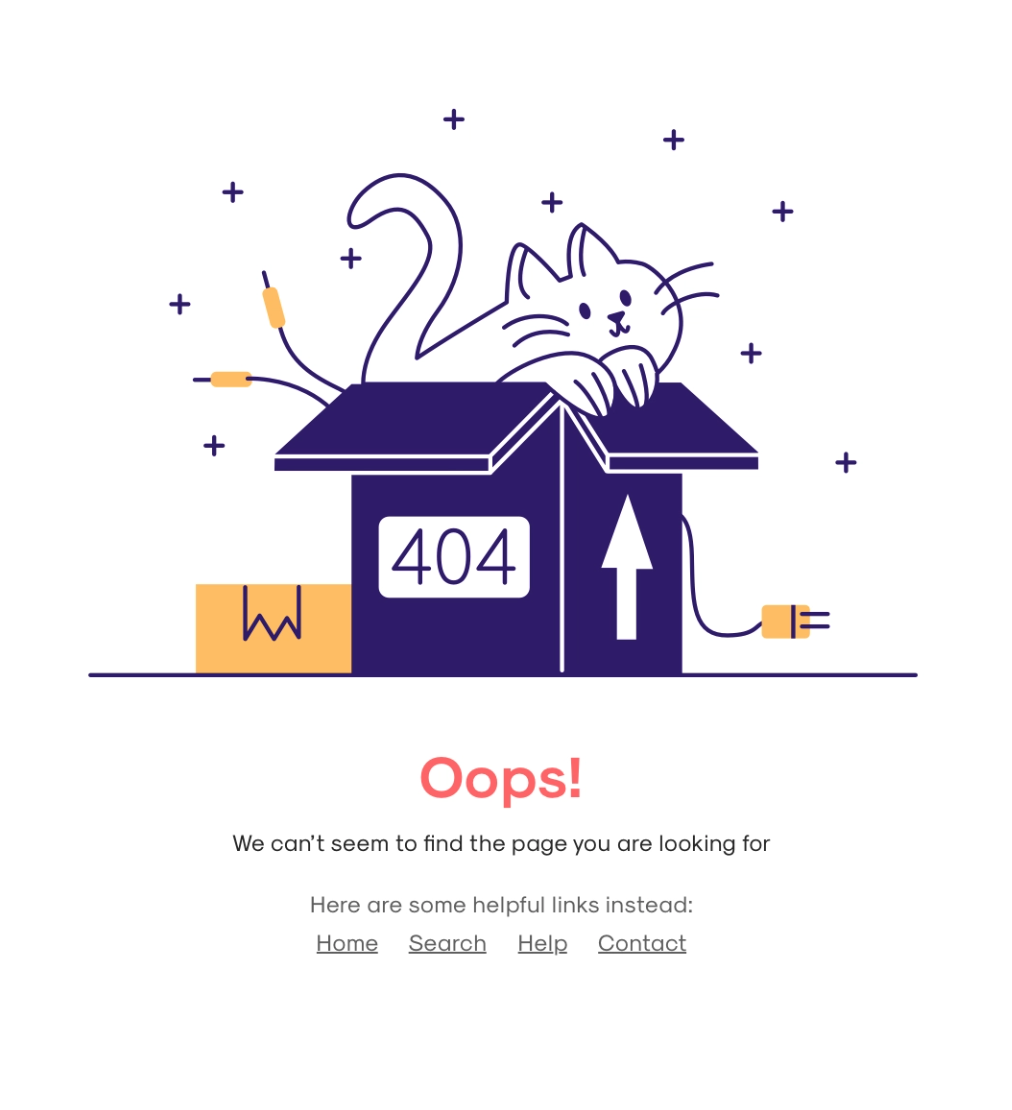 404
Oops!
We can’t seem to find the page you are looking for
Here are some helpful links instead:
Home Search Help Contact